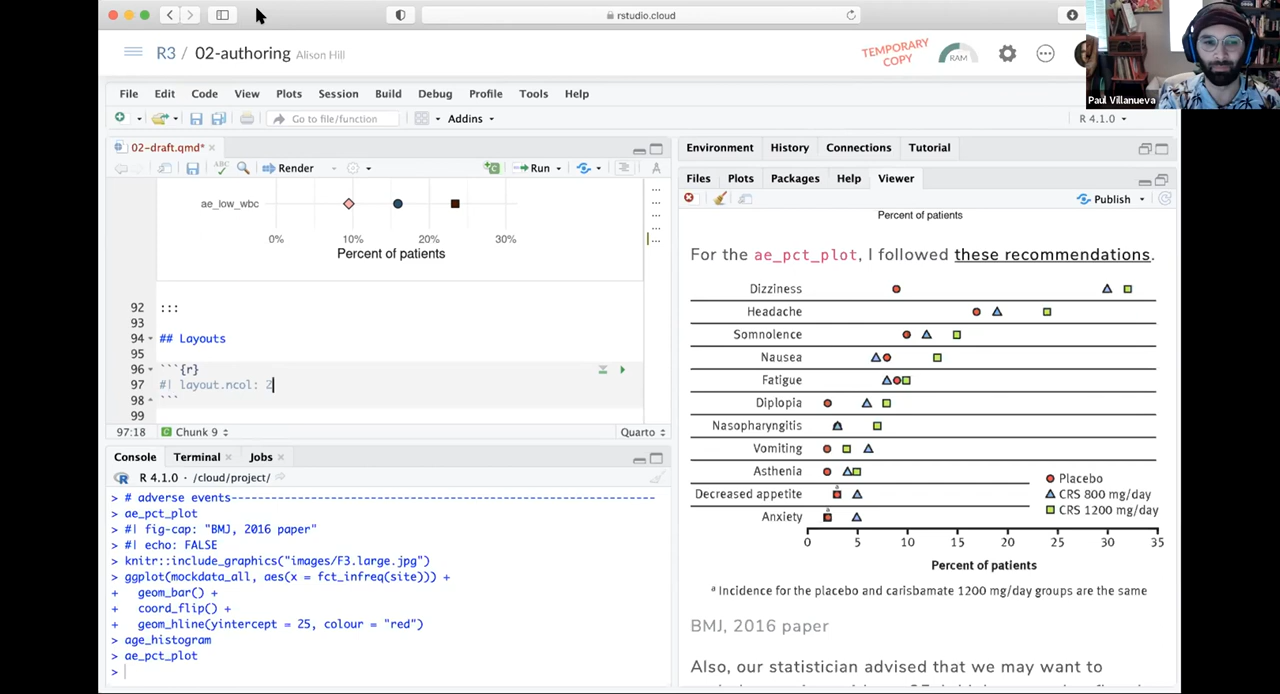 rstudio.cloud
R3 / 02-authoring Alison Hill
TEMPORARY COPY
RAM
Paul Villanueva
File Edit Code View Plots Session Build Debug Profile Tools Help
Go to file/function Addins
R 4.1.0
02-draft.qmd*
ABC Render Run
ae_low_wbc
0% 10% 20% 30%
Percent of patients
92 :::
93
94 ## Layouts
95
96 ```{r}
97 #| layout.ncol: 2
98 ```
99
97:18 Chunk 9 Quarto
Console Terminal Jobs
R 4.1.0 · /cloud/project/
> # adverse events----------------------------------------------------------------
> ae_pct_plot
> #| fig-cap: "BMJ, 2016 paper"
> #| echo: FALSE
> knitr::include_graphics("images/F3.large.jpg")
> ggplot(mockdata_all, aes(x = fct_infreq(site))) +
+ geom_bar() +
+ coord_flip() +
+ geom_hline(yintercept = 25, colour = "red")
> age_histogram
> ae_pct_plot
>
Environment History Connections Tutorial
Files Plots Packages Help Viewer
Publish
Percent of patients
For the ae_pct_plot, I followed these recommendations.
Dizziness
Headache
Somnolence
Nausea
Fatigue
Diplopia
Nasopharyngitis
Vomiting
Asthenia
Decreased appetite
Anxiety
Placebo
CRS 800 mg/day
CRS 1200 mg/day
0 5 10 15 20 25 30 35
Percent of patients
a Incidence for the placebo and carisbamate 1200 mg/day groups are the same
BMJ, 2016 paper
Also, our statistician advised that we may want to